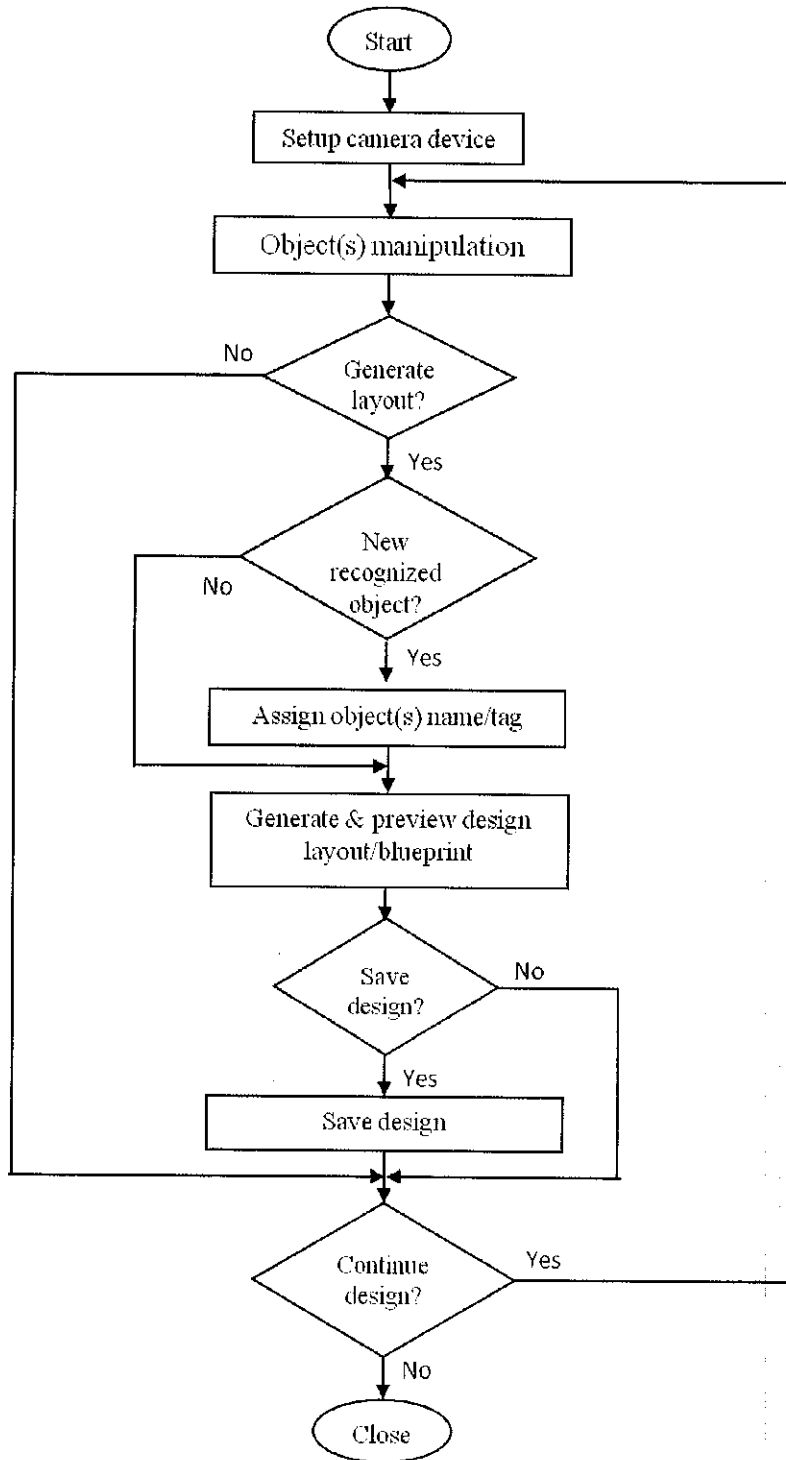 Start
Setup camera device
Object(s) manipulation
No
Generate
layout?
Yes
New
recognized
object?
No
Yes
Assign object(s) name/tag
Generate & preview design
layout/blueprint
Save
design?
No
Yes
Save design
Continue
design?
Yes
No
Close